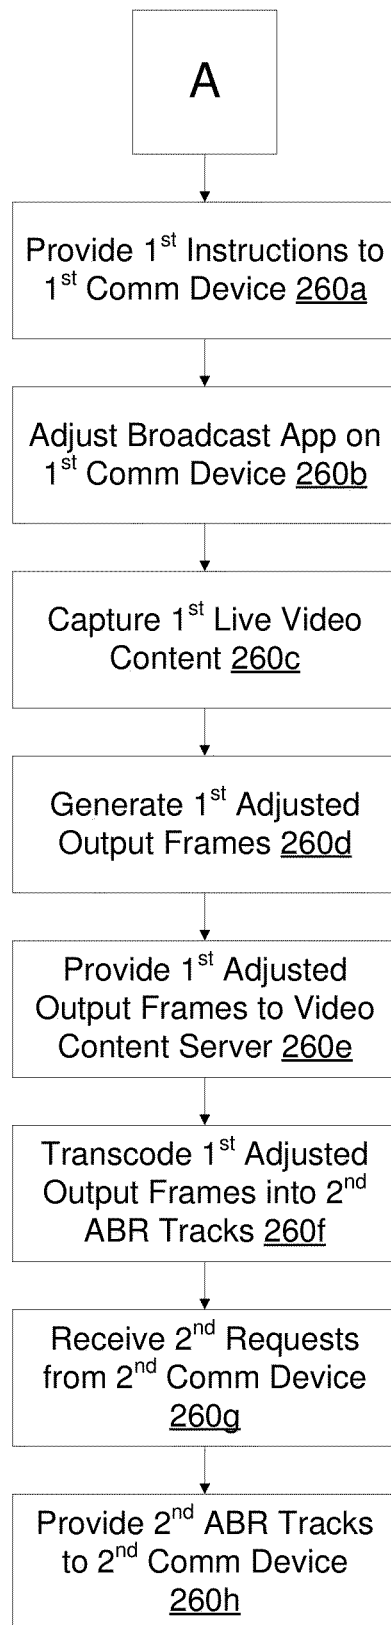 A
Provide 1st Instructions to
1st Comm Device 260a
Adjust Broadcast App on
1st Comm Device 260b
Capture 1st Live Video
Content 260c
Generate 1st Adjusted
Output Frames 260d
Provide 1st Adjusted
Output Frames to Video
Content Server 260e
Transcode 1st Adjusted
Output Frames into 2nd
ABR Tracks 260f
Receive 2nd Requests
from 2nd Comm Device
260g
Provide 2nd ABR Tracks
to 2nd Comm Device
260h